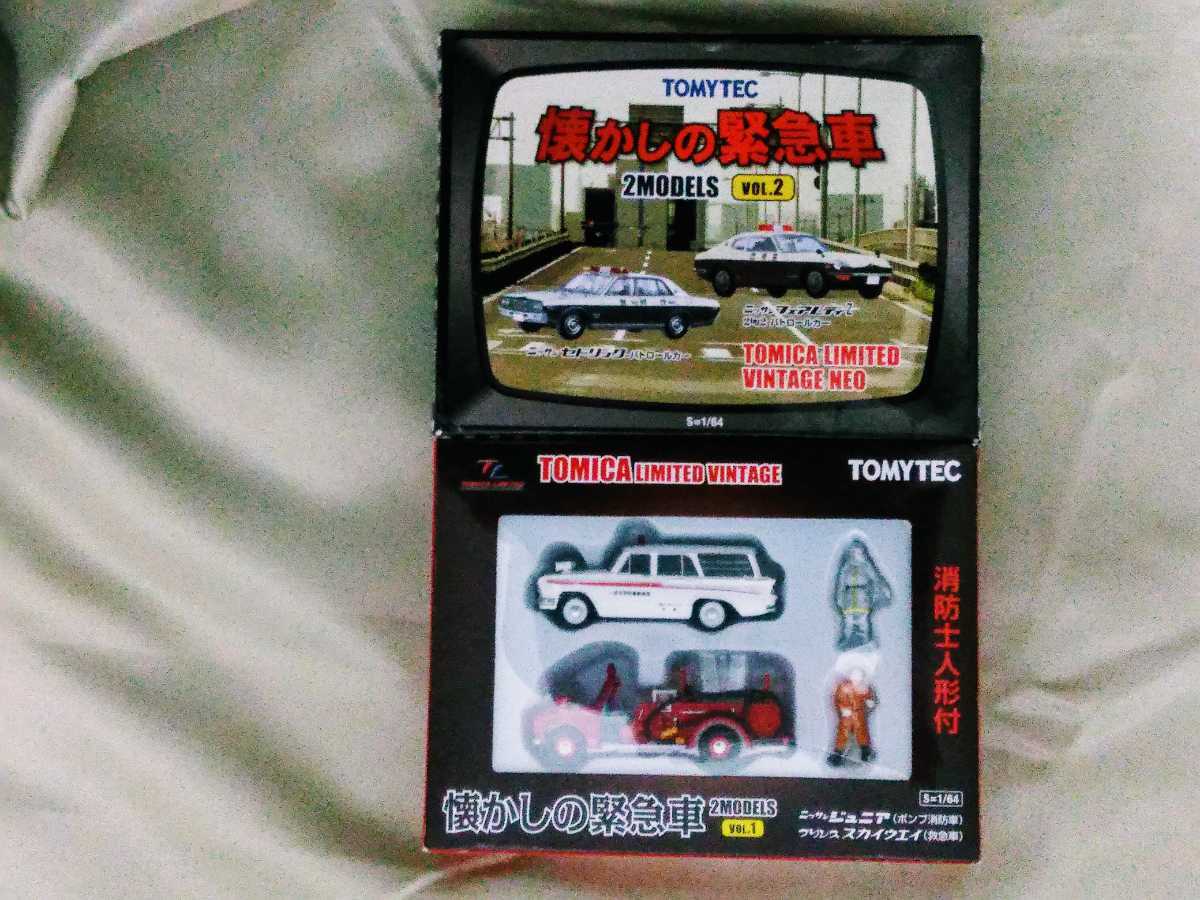 TOMYTEC
懐かしの緊急車
2MODELS VOL.2
ニッサン フェアレディZ
2by2 パトロールカー
ニッサン セドリック パトロールカー
TOMICA LIMITED
VINTAGE NEO
S=1/64
TOMICA LIMITED VINTAGE
TOMYTEC
消防士人形付
懐かしの緊急車 2MODELS
VOL.1
S=1/64
ニッサン ジュニア (ポンプ消防車)
プリンス スカイウエイ (救急車)